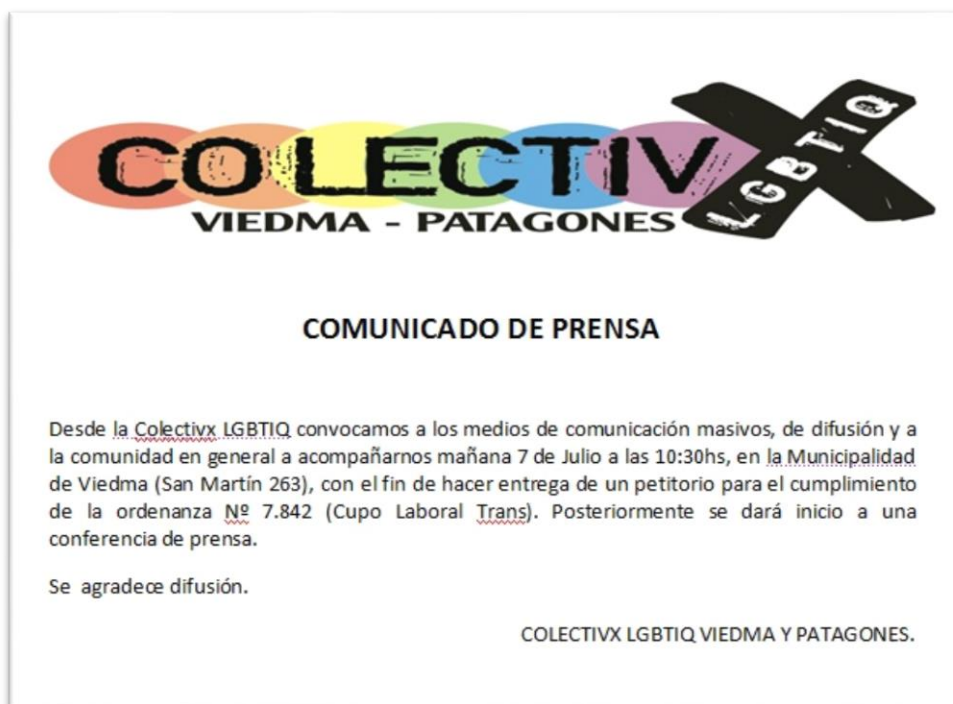 COLECTIVX
LGBTIQ
VIEDMA - PATAGONES
COMUNICADO DE PRENSA
Desde la Colectivx LGBTIQ convocamos a los medios de comunicación masivos, de difusión y a
la comunidad en general a acompañarnos mañana 7 de Julio a las 10:30hs, en la Municipalidad
de Viedma (San Martín 263), con el fin de hacer entrega de un petitorio para el cumplimiento
de la ordenanza Nº 7.842 (Cupo Laboral Trans). Posteriormente se dará inicio a una
conferencia de prensa.
Se agradece difusión.
COLECTIVX LGBTIQ VIEDMA Y PATAGONES.